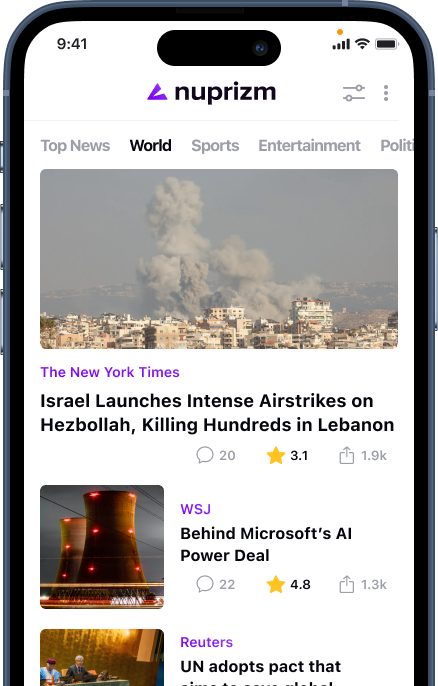 9:41
nuprizm
Top News World Sports Entertainment
The New York Times
Israel Launches Intense Airstrikes on
Hezbollah, Killing Hundreds in Lebanon
20 3.1 1.9k
WSJ
Behind Microsoft's AI
Power Deal
22 4.8 1.3k
Reuters
UN adopts pact that